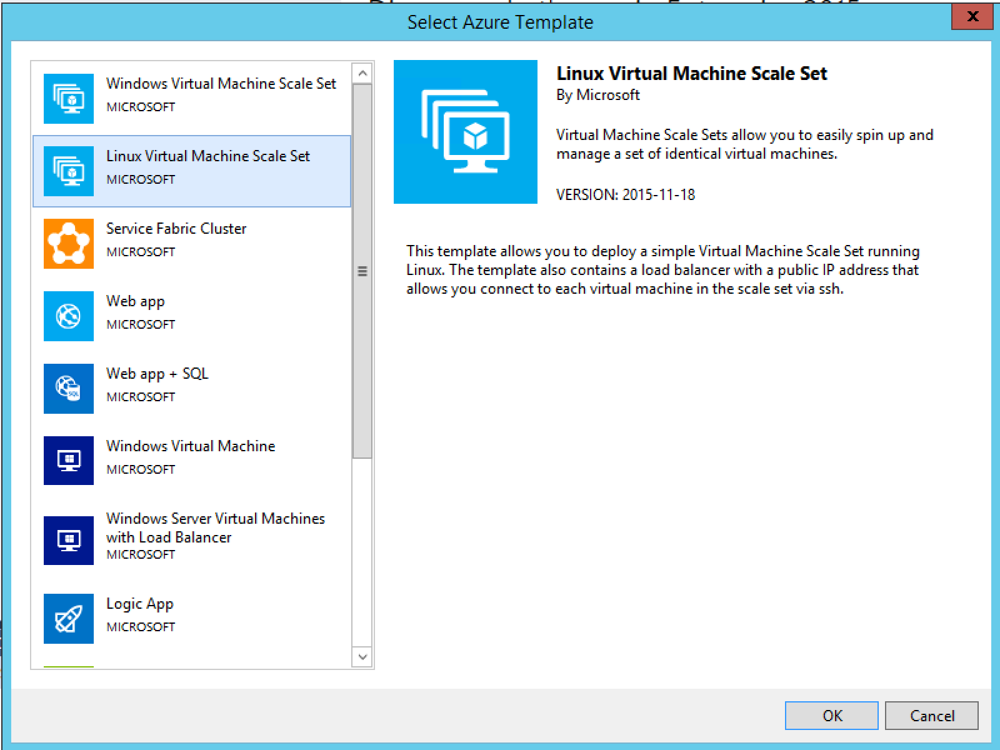 Select Azure Template
X
Windows Virtual Machine Scale Set
MICROSOFT
Linux Virtual Machine Scale Set
MICROSOFT
Service Fabric Cluster
MICROSOFT
Web app
MICROSOFT
SQL
Web app + SQL
MICROSOFT
Windows Virtual Machine
MICROSOFT
Windows Server Virtual Machines
with Load Balancer
MICROSOFT
Logic App
MICROSOFT
Linux Virtual Machine Scale Set
By Microsoft
Virtual Machine Scale Sets allow you to easily spin up and
manage a set of identical virtual machines.
VERSION: 2015-11-18
This template allows you to deploy a simple Virtual Machine Scale Set running
Linux. The template also contains a load balancer with a public IP address that
allows you connect to each virtual machine in the scale set via ssh.
OK
Cancel